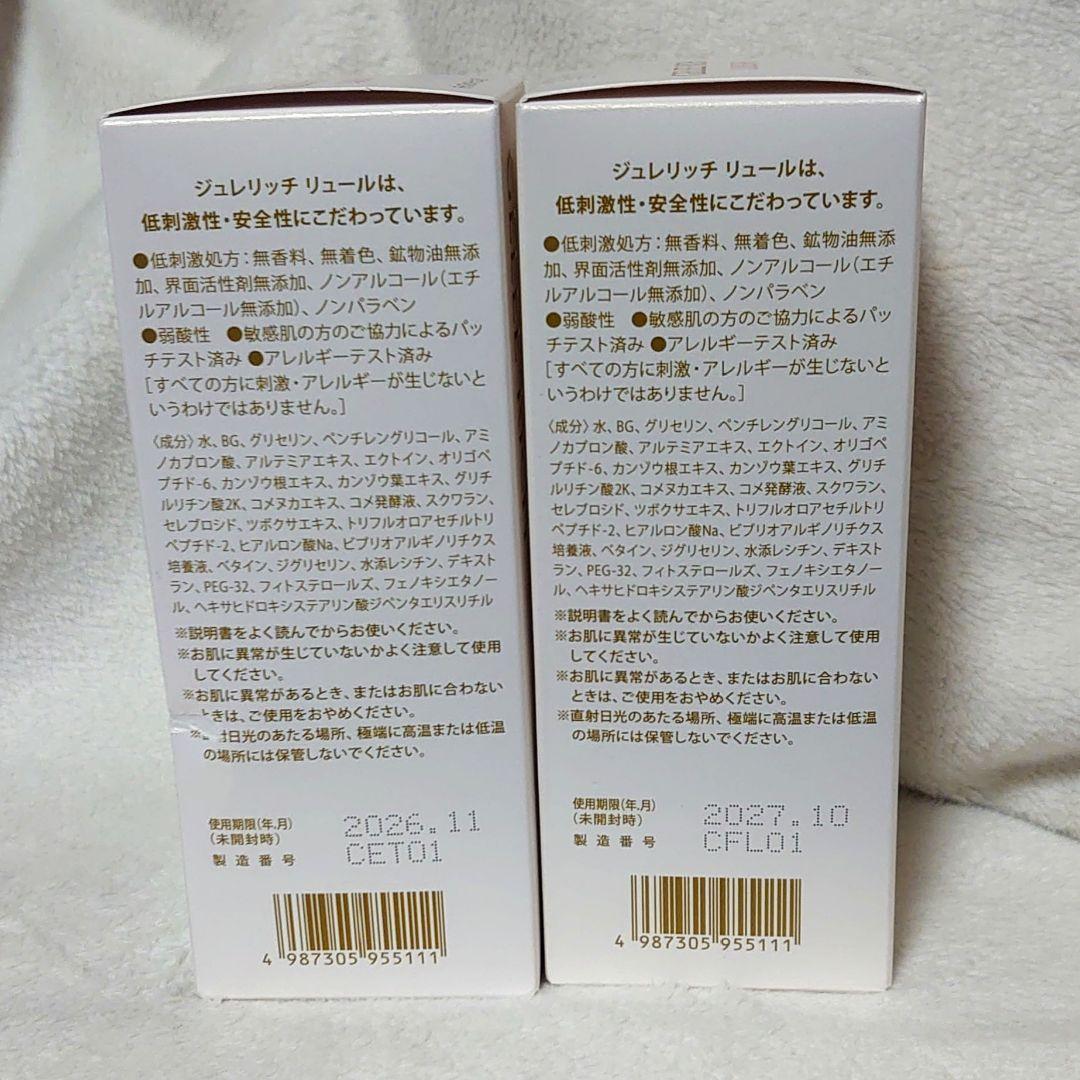 ジュレリッチ リュールは、
低刺激性・安全性にこだわっています。
●低刺激処方：無香料、無着色、鉱物油無添
加、界面活性剤無添加、ノンアルコール（エチ
ルアルコール無添加）、ノンパラベン
●弱酸性 ●敏感肌の方のご協力によるパッ
チテスト済み ●アレルギーテスト済み
［すべての方に刺激・アレルギーが生じないと
いうわけではありません。］
〈成分〉水、BG、グリセリン、ペンチレングリコール、アミ
ノカプロン酸、アルテミアエキス、エクトイン、オリゴペ
プチド-6、カンゾウ根エキス、カンゾウ葉エキス、グリチ
ルリチン酸2K、コメヌカエキス、コメ発酵液、スクワラン、
セレブロシド、ツボクサエキス、トリフルオロアセチルトリ
ペプチド-2、ヒアルロン酸Na、ビブリオアルギノリチクス
培養液、ベタイン、ジグリセリン、水添レシチン、デキスト
ラン、PEG-32、フィトステロールズ、フェノキシエタノー
ル、ヘキサヒドロキシステアリン酸ジペンタエリスリチル
※説明書をよく読んでからお使いください。
※お肌に異常が生じていないかよく注意して使用
してください。
※お肌に異常があるとき、またはお肌に合わない
ときは、ご使用をおやめください。
※直射日光のあたる場所、極端に高温または低温
の場所には保管しないでください。
使用期限(年,月) 2026.11
(未開封時)
製造番号 CET01
4 987305 955111
ジュレリッチ リュールは、
低刺激性・安全性にこだわっています。
●低刺激処方：無香料、無着色、鉱物油無添
加、界面活性剤無添加、ノンアルコール（エチ
ルアルコール無添加）、ノンパラベン
●弱酸性 ●敏感肌の方のご協力によるパッ
チテスト済み ●アレルギーテスト済み
［すべての方に刺激・アレルギーが生じないと
いうわけではありません。］
〈成分〉水、BG、グリセリン、ペンチレングリコール、アミ
ノカプロン酸、アルテミアエキス、エクトイン、オリゴペ
プチド-6、カンゾウ根エキス、カンゾウ葉エキス、グリチ
ルリチン酸2K、コメヌカエキス、コメ発酵液、スクワラン、
セレブロシド、ツボクサエキス、トリフルオロアセチルトリ
ペプチド-2、ヒアルロン酸Na、ビブリオアルギノリチクス
培養液、ベタイン、ジグリセリン、水添レシチン、デキスト
ラン、PEG-32、フィトステロールズ、フェノキシエタノー
ル、ヘキサヒドロキシステアリン酸ジペンタエリスリチル
※説明書をよく読んでからお使いください。
※お肌に異常が生じていないかよく注意して使用
してください。
※お肌に異常があるとき、またはお肌に合わない
ときは、ご使用をおやめください。
※直射日光のあたる場所、極端に高温または低温
の場所には保管しないでください。
使用期限(年,月) 2027.10
(未開封時)
製造番号 CFL01
4 987305 955111